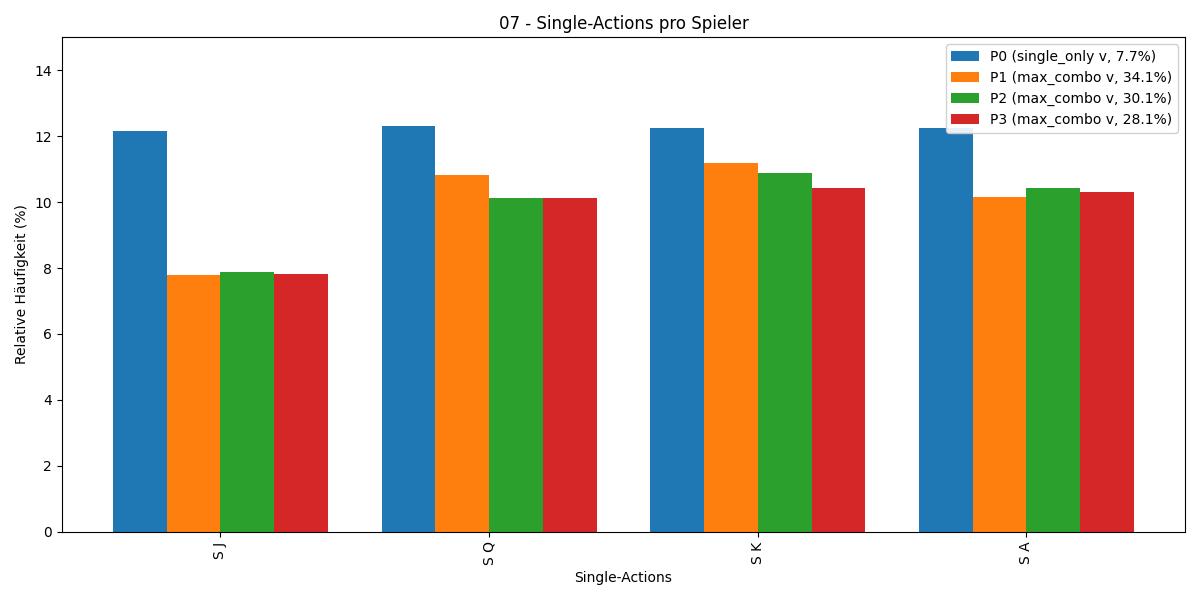 07 - Single-Actions pro Spieler
P0 (single_only v, 7.7%)
P1 (max_combo v, 34.1%)
P2 (max_combo v, 30.1%)
P3 (max_combo v, 28.1%)
Relative Häufigkeit (%)
14
12
10
8
6
4
2
0
S J
S Q
S K
S A
Single-Actions